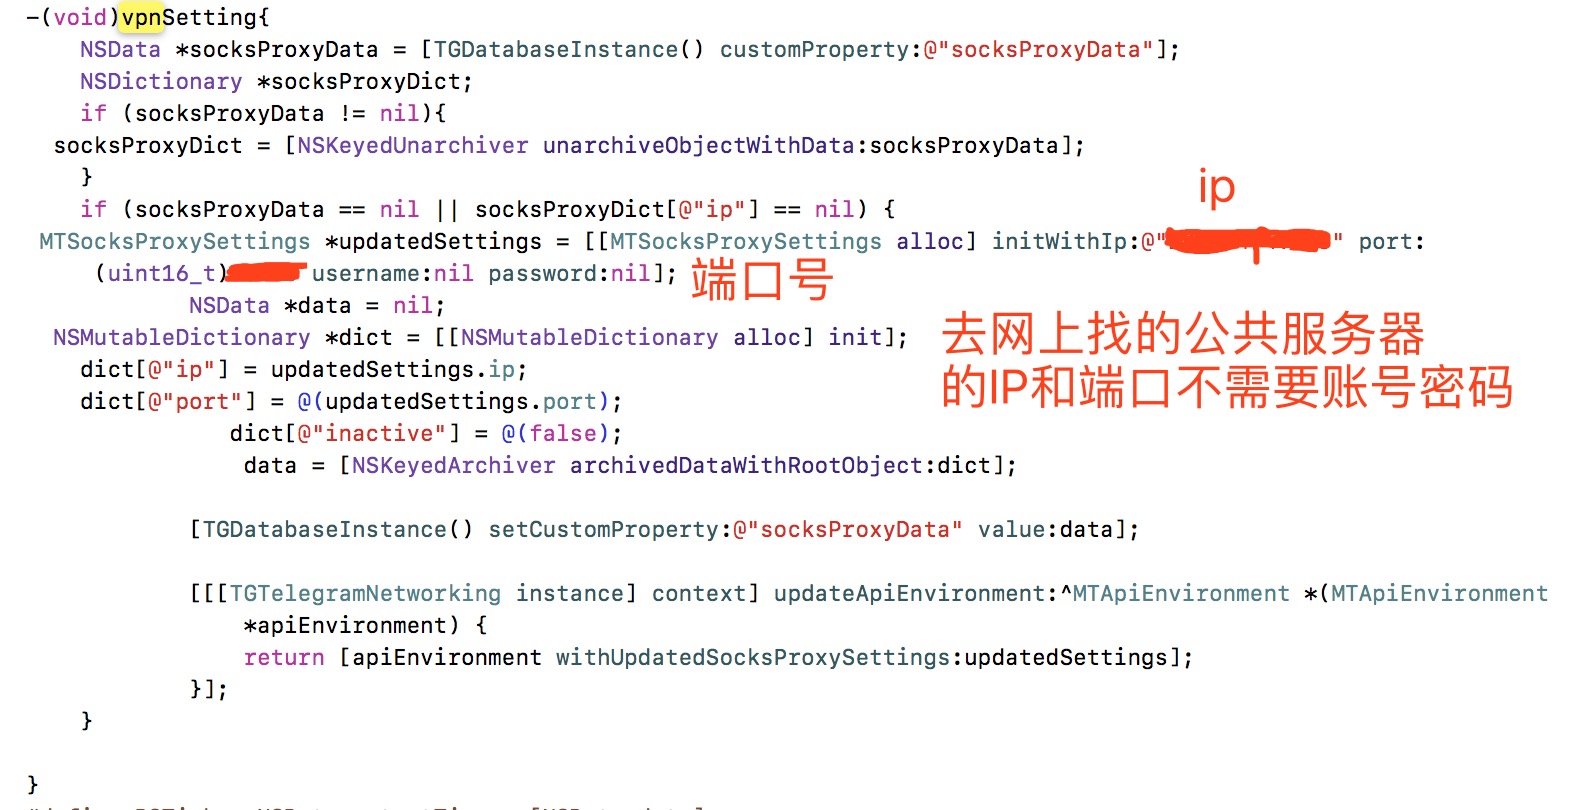 -(void)vpnSetting{
NSData *socksProxyData = [TGDatabaseInstance() customProperty:@"socksProxyData"];
NSDictionary *socksProxyDict;
if (socksProxyData != nil){
socksProxyDict = [NSKeyedUnarchiver unarchiveObjectWithData:socksProxyData];
}
ip
if (socksProxyData == nil || socksProxyDict[@"ip"] == nil) {
MTSocksProxySettings *updatedSettings = [[MTSocksProxySettings alloc] initWithIp:@"" port:
(uint16_t) username:nil password:nil];
端口号
NSData *data = nil;
NSMutableDictionary *dict = [[NSMutableDictionary alloc] init];
去网上找的公共服务器
dict[@"ip"] = updatedSettings.ip;
的IP和端口不需要账号密码
dict[@"port"] = @(updatedSettings.port);
dict[@"inactive"] = @(false);
data = [NSKeyedArchiver archivedDataWithRootObject:dict];
[TGDatabaseInstance() setCustomProperty:@"socksProxyData" value:data];
[[[TGTelegramNetworking instance] context] updateApiEnvironment:^MTApiEnvironment *(MTApiEnvironment
*apiEnvironment) {
return [apiEnvironment withUpdatedSocksProxySettings:updatedSettings];
}];
}
}